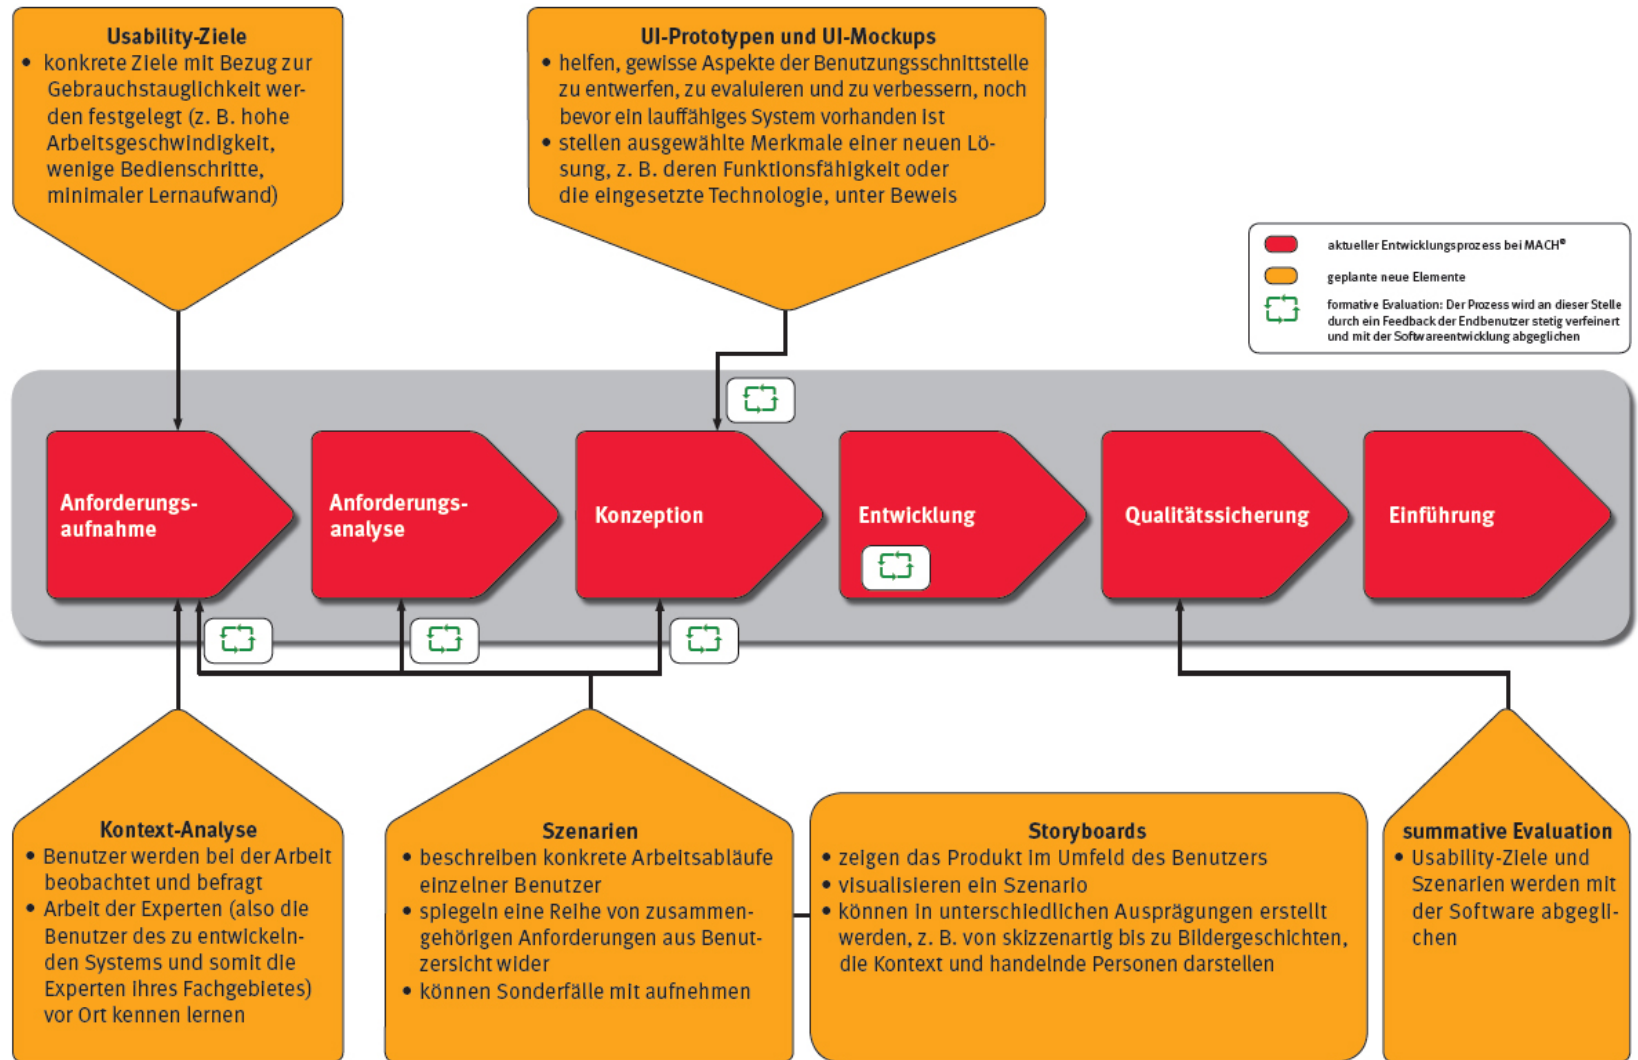 Usability-Ziele
• konkrete Ziele mit Bezug zur
Gebrauchstauglichkeit wer-
den festgelegt (z. B. hohe
Arbeitsgeschwindigkeit,
wenige Bedienschritte,
minimaler Lernaufwand)
UI-Prototypen und UI-Mockups
• helfen, gewisse Aspekte der Benutzungsschnittstelle
zu entwerfen, zu evaluieren und zu verbessern, noch
bevor ein lauffähiges System vorhanden ist
• stellen ausgewählte Merkmale einer neuen Lö-
sung, z. B. deren Funktionsfähigkeit oder
die eingesetzte Technologie, unter Beweis
aktueller Entwicklungsprozess bei MACH®
geplante neue Elemente
formative Evaluation: Der Prozess wird an dieser Stelle
durch ein Feedback der Endbenutzer stetig verfeinert
und mit der Softwareentwicklung abgeglichen
Anforderungs-
aufnahme
Anforderungs-
analyse
Konzeption
Entwicklung
Qualitätssicherung
Einführung
Kontext-Analyse
• Benutzer werden bei der Arbeit
beobachtet und befragt
• Arbeit der Experten (also die
Benutzer des zu entwickeln-
den Systems und somit die
Experten ihres Fachgebietes)
vor Ort kennen lernen
Szenarien
• beschreiben konkrete Arbeitsabläufe
einzelner Benutzer
• spiegeln eine Reihe von zusammen-
gehörigen Anforderungen aus Benut-
zersicht wider
• können Sonderfälle mit aufnehmen
Storyboards
• zeigen das Produkt im Umfeld des Benutzers
• visualisieren ein Szenario
• können in unterschiedlichen Ausprägungen erstellt
werden, z. B. von skizzenartig bis zu Bildergeschichten,
die Kontext und handelnde Personen darstellen
summative Evaluation
• Usability-Ziele und
Szenarien werden mit
der Software abgegli-
chen